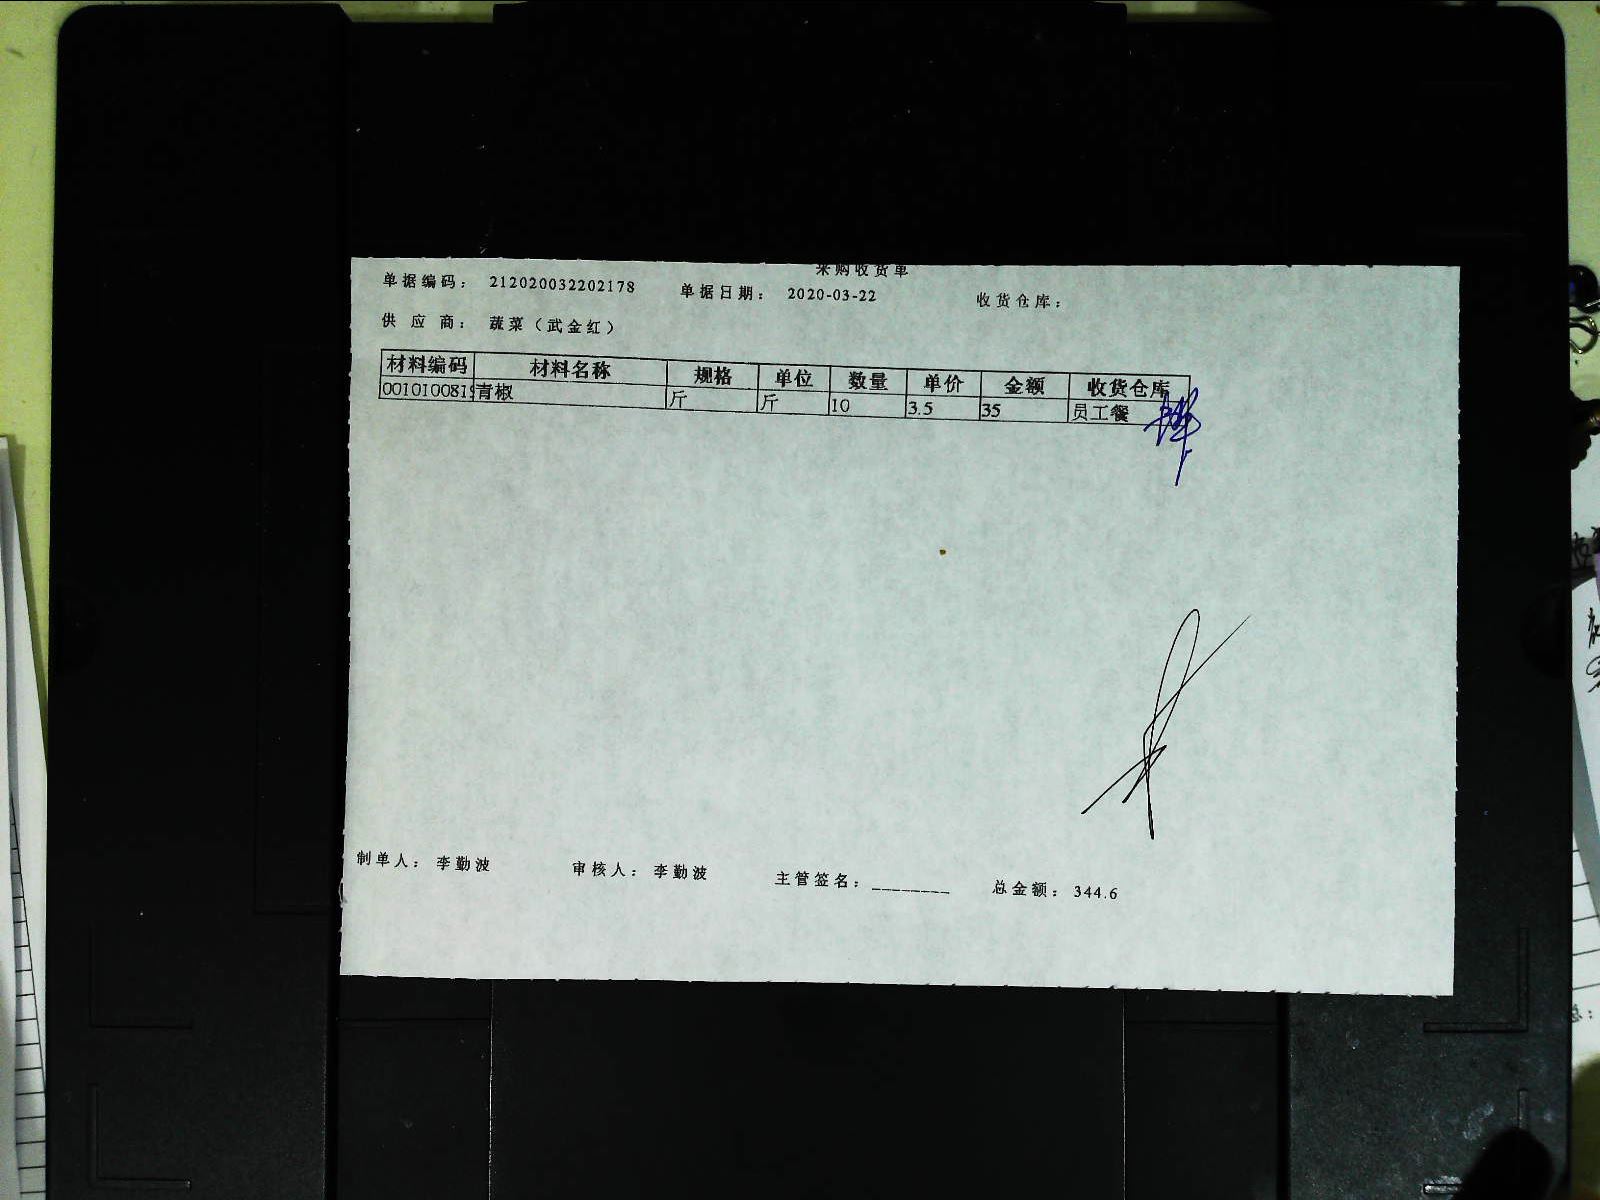 采购收货单
单据编码： 212020032202178 单据日期： 2020-03-22 收货仓库：
供 应 商： 蔬菜（武金红）
材料编码 材料名称 规格 单位 数量 单价 金额 收货仓库
001010081 青椒 斤 斤 10 3.5 35 员工餐
制单人： 李勤波 审核人： 李勤波 主管签名：________ 总金额： 344.6